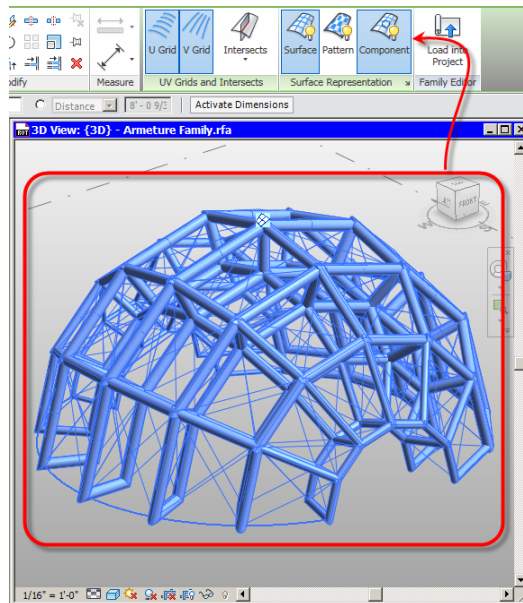 U Grid V Grid Intersects Surface Pattern Component Load into
Project
odify Measure UV Grids and Intersects Surface Representation Family Editor
Distance 8' - 0 9/3 Activate Dimensions
3D View: {3D} - Armeture Family.rfa
FRONT
1/16" = 1'-0"